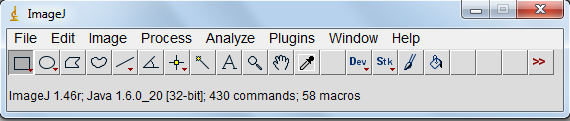 ImageJ
File Edit Image Process Analyze Plugins Window Help
A Dev Stk >>
ImageJ 1.46r; Java 1.6.0_20 [32-bit]; 430 commands; 58 macros